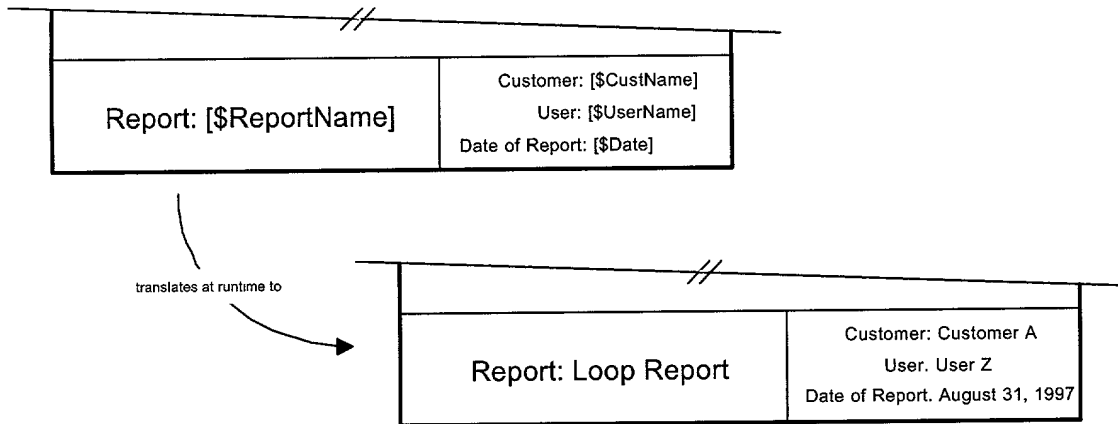 Report: [$ReportName]
Customer: [$CustName]
User: [$UserName]
Date of Report: [$Date]
translates at runtime to
Report: Loop Report
Customer: Customer A
User. User Z
Date of Report. August 31, 1997